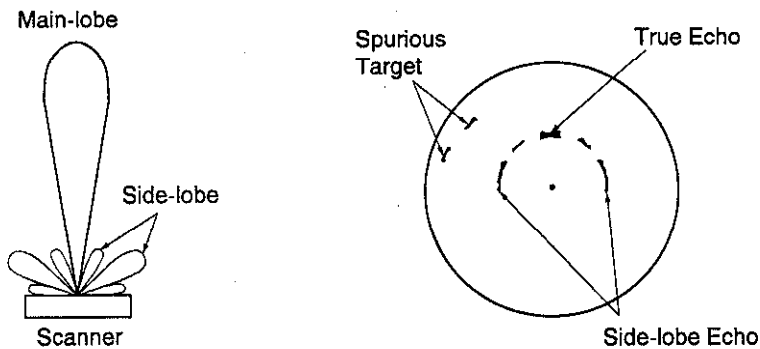 Main-lobe
Side-lobe
Scanner
Spurious
Target
True Echo
Side-lobe Echo